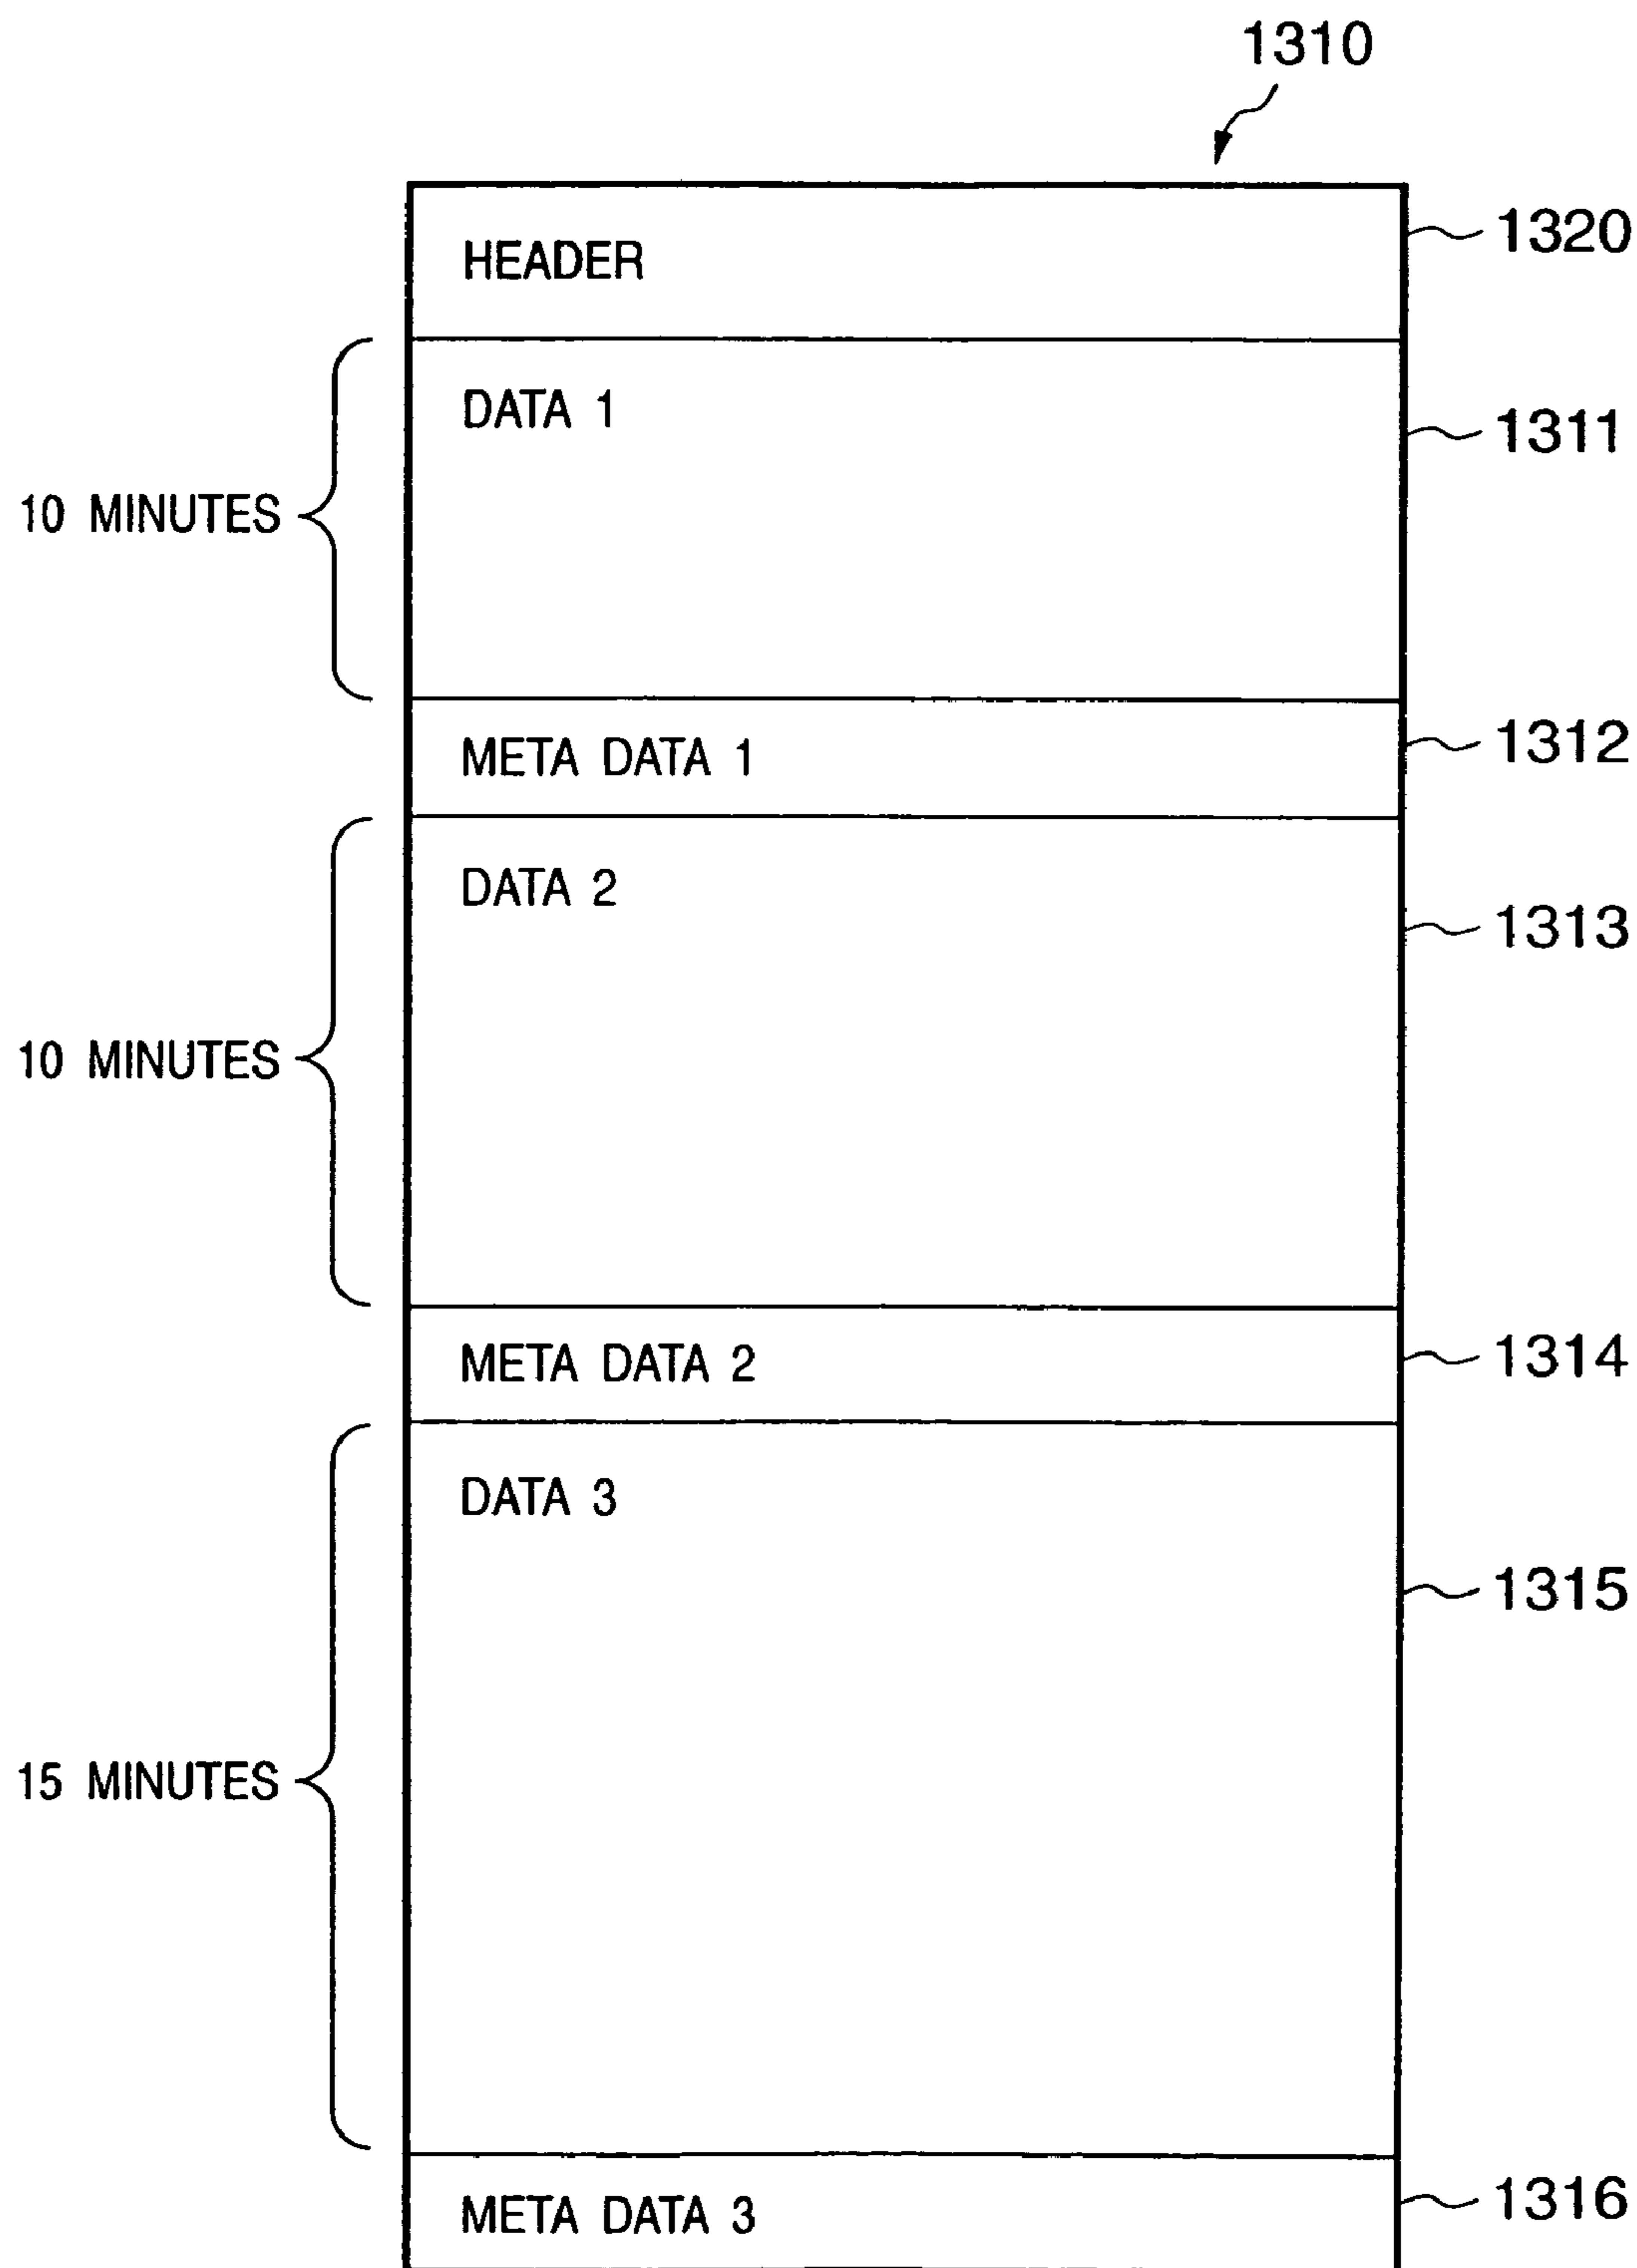 1310
HEADER
1320
DATA 1
1311
10 MINUTES
META DATA 1
1312
DATA 2
1313
10 MINUTES
META DATA 2
1314
DATA 3
1315
15 MINUTES
META DATA 3
1316